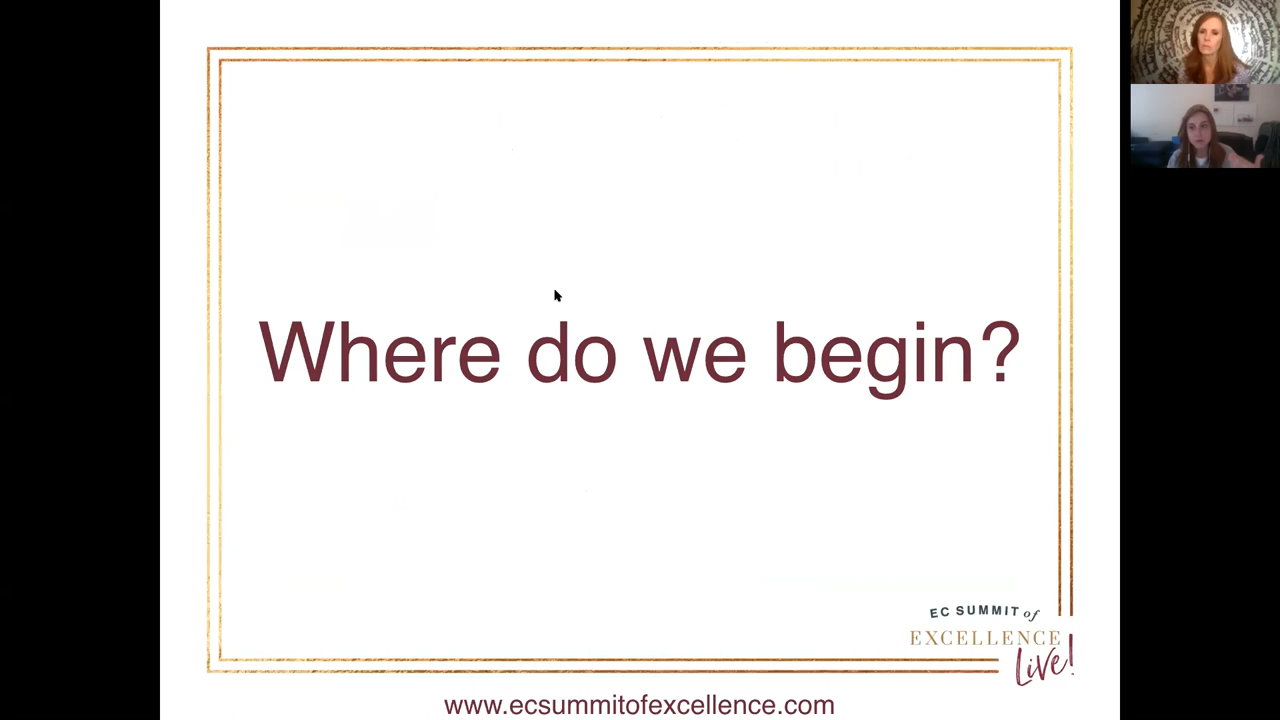 Where do we begin?
EC SUMMIT of
EXCELLENCE
Live!
www.ecsummitofexcellence.com